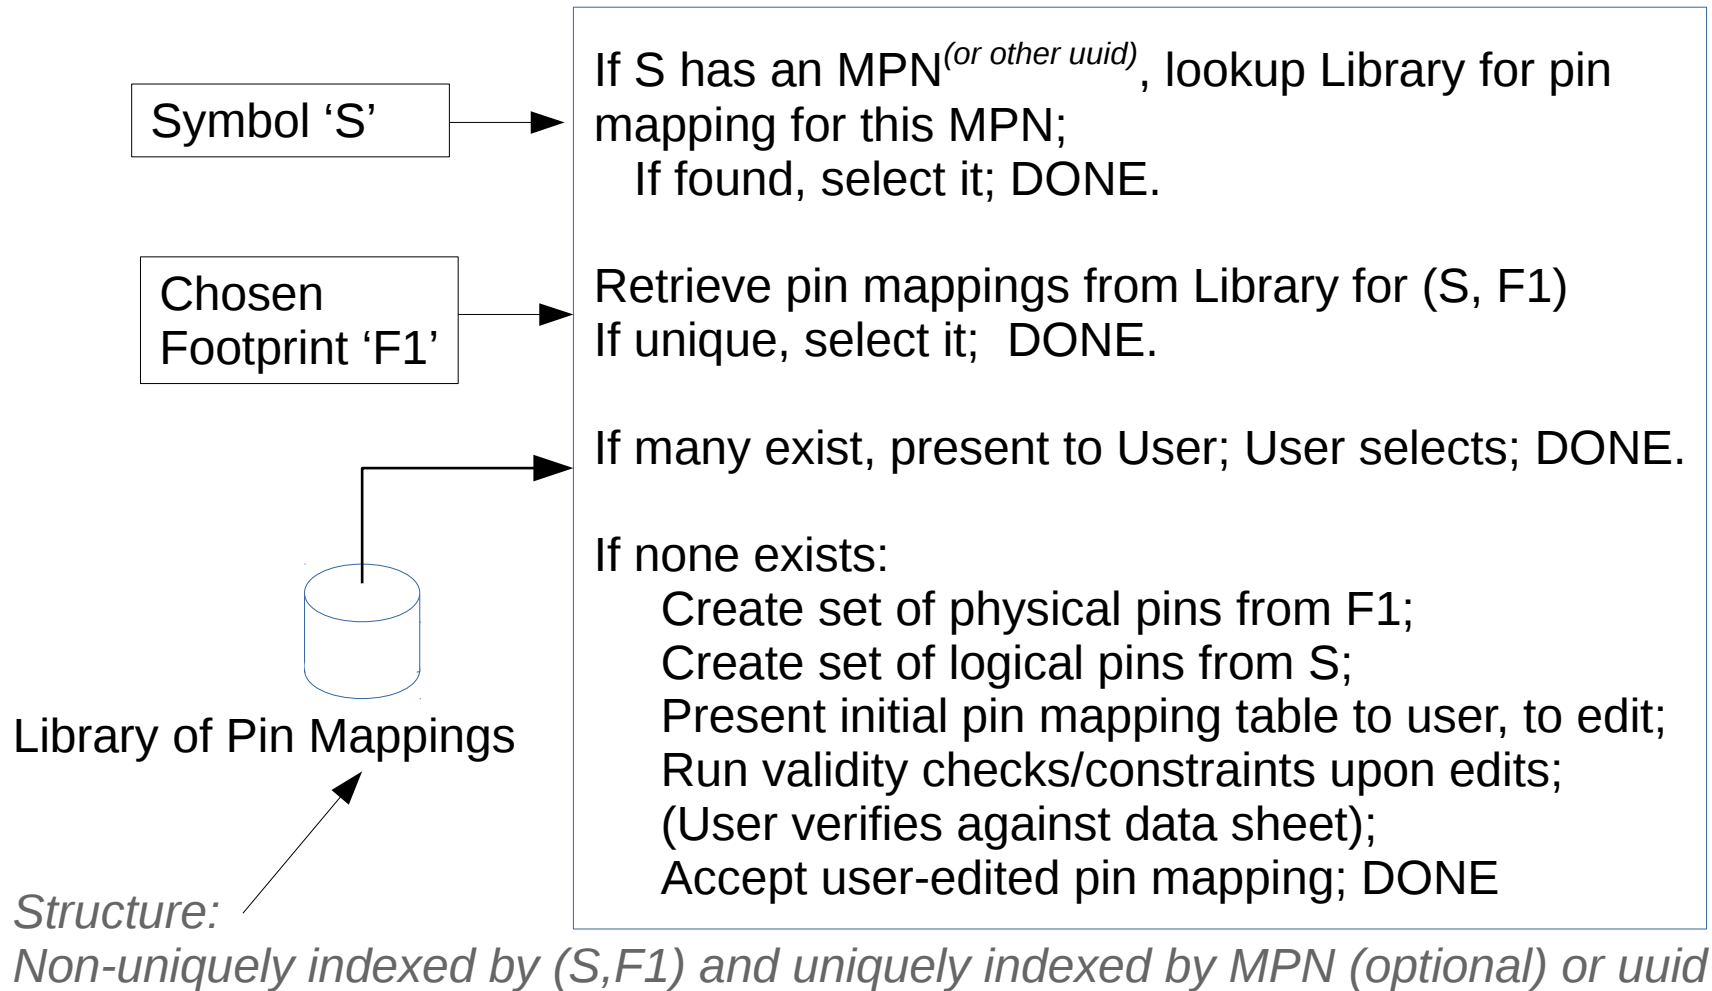 Symbol ‘S’
Chosen
Footprint ‘F1’
Library of Pin Mappings
Structure:
Non-uniquely indexed by (S,F1) and uniquely indexed by MPN (optional) or uuid
If S has an MPN(or other uuid), lookup Library for pin
mapping for this MPN;
If found, select it; DONE.
Retrieve pin mappings from Library for (S, F1)
If unique, select it;  DONE.
If many exist, present to User; User selects; DONE.
If none exists:
Create set of physical pins from F1;
Create set of logical pins from S;
Present initial pin mapping table to user, to edit;
Run validity checks/constraints upon edits;
(User verifies against data sheet);
Accept user-edited pin mapping; DONE